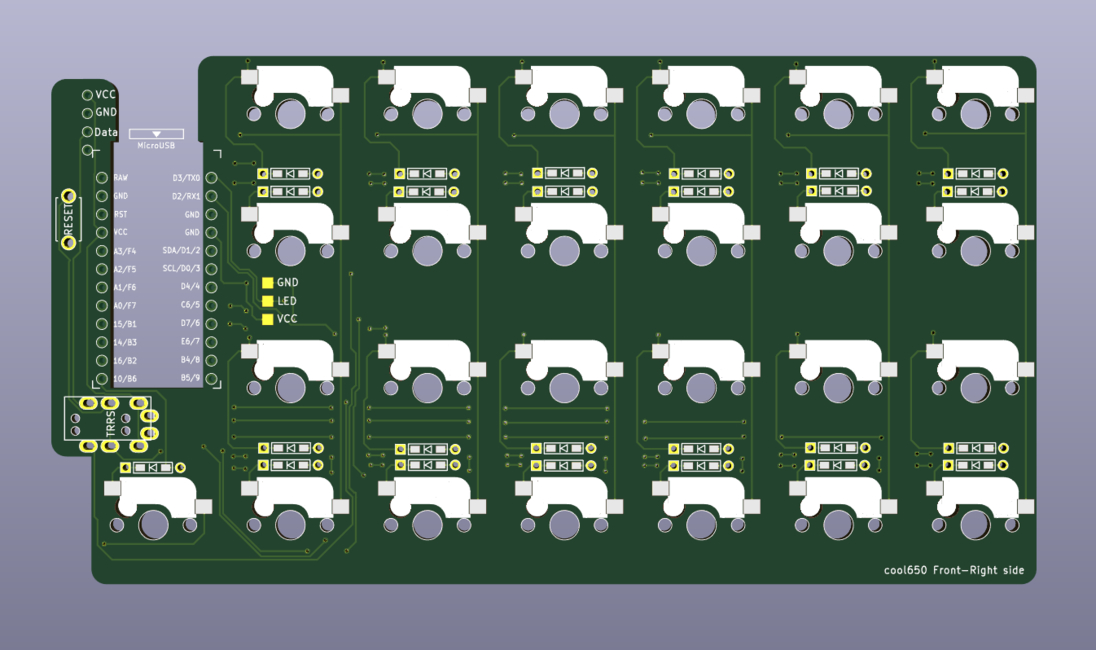 VCC
GND
Data
MicroUSB
RAW D3/TX0
GND D2/RX1
RST GND
VCC GND
A3/F4 SDA/D1/2
A2/F5 SCL/D0/3
A1/F6 D4/4
A0/F7 C6/5
15/B1 D7/6
14/B3 E6/7
16/B2 B4/8
10/B6 B5/9
RESET
GND
LED
VCC
TRRS
cool650 Front-Right side